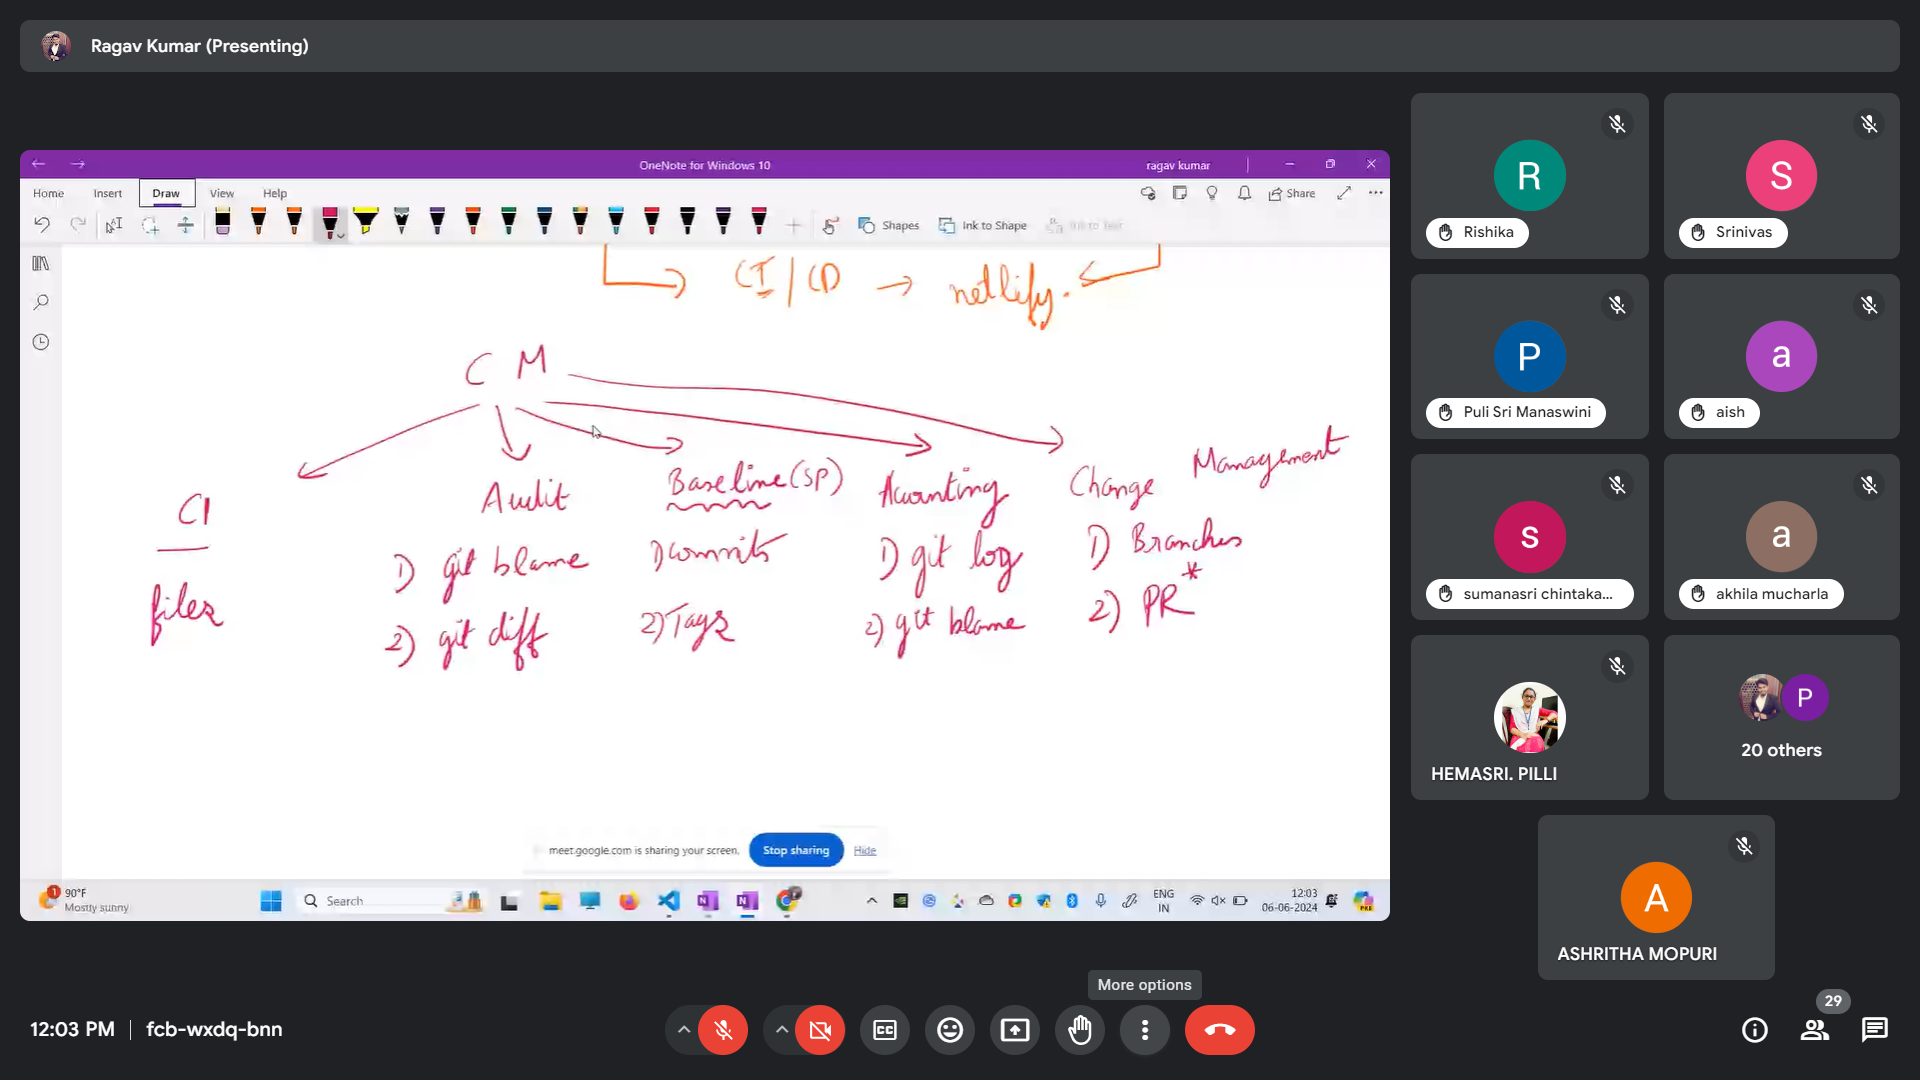 Ragav Kumar (Presenting)
OneNote for Windows 10
ragav kumar
Home Insert Draw View Help
Share
Shapes
Ink to Shape
Ink to Text
CI/CD → netlify.
C M
CI
files
Audit
1) git blame
2) git diff
Baseline (SP)
1) commits
2) Tags
Accounting
1) git log
2) git blame
Change Management
1) Branches
2) PR*
meet.google.com is sharing your screen.
Stop sharing
Hide
1
90°F
Mostly sunny
Search
ENG
IN
12:03
06-06-2024
R
Rishika
S
Srinivas
P
Puli Sri Manaswini
a
aish
s
sumanasri chintaka...
a
akhila mucharla
HEMASRI. PILLI
P
20 others
A
ASHRITHA MOPURI
More options
12:03 PM | fcb-wxdq-bnn
CC
29